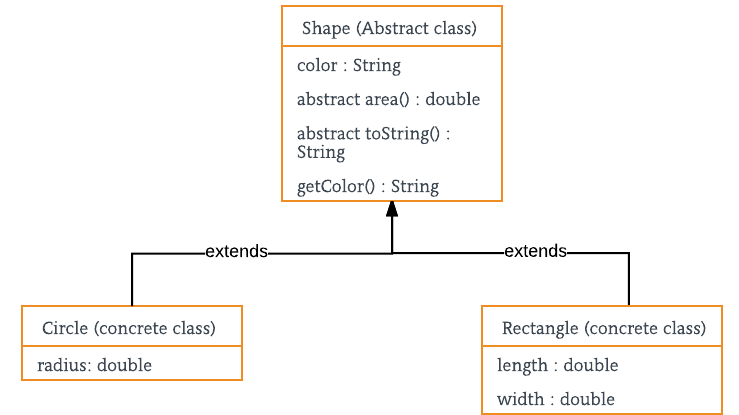 Shape (Abstract class)
color : String
abstract area() : double
abstract toString() :
String
getColor() : String
extends
extends
Circle (concrete class)
radius: double
Rectangle (concrete class)
length : double
width : double